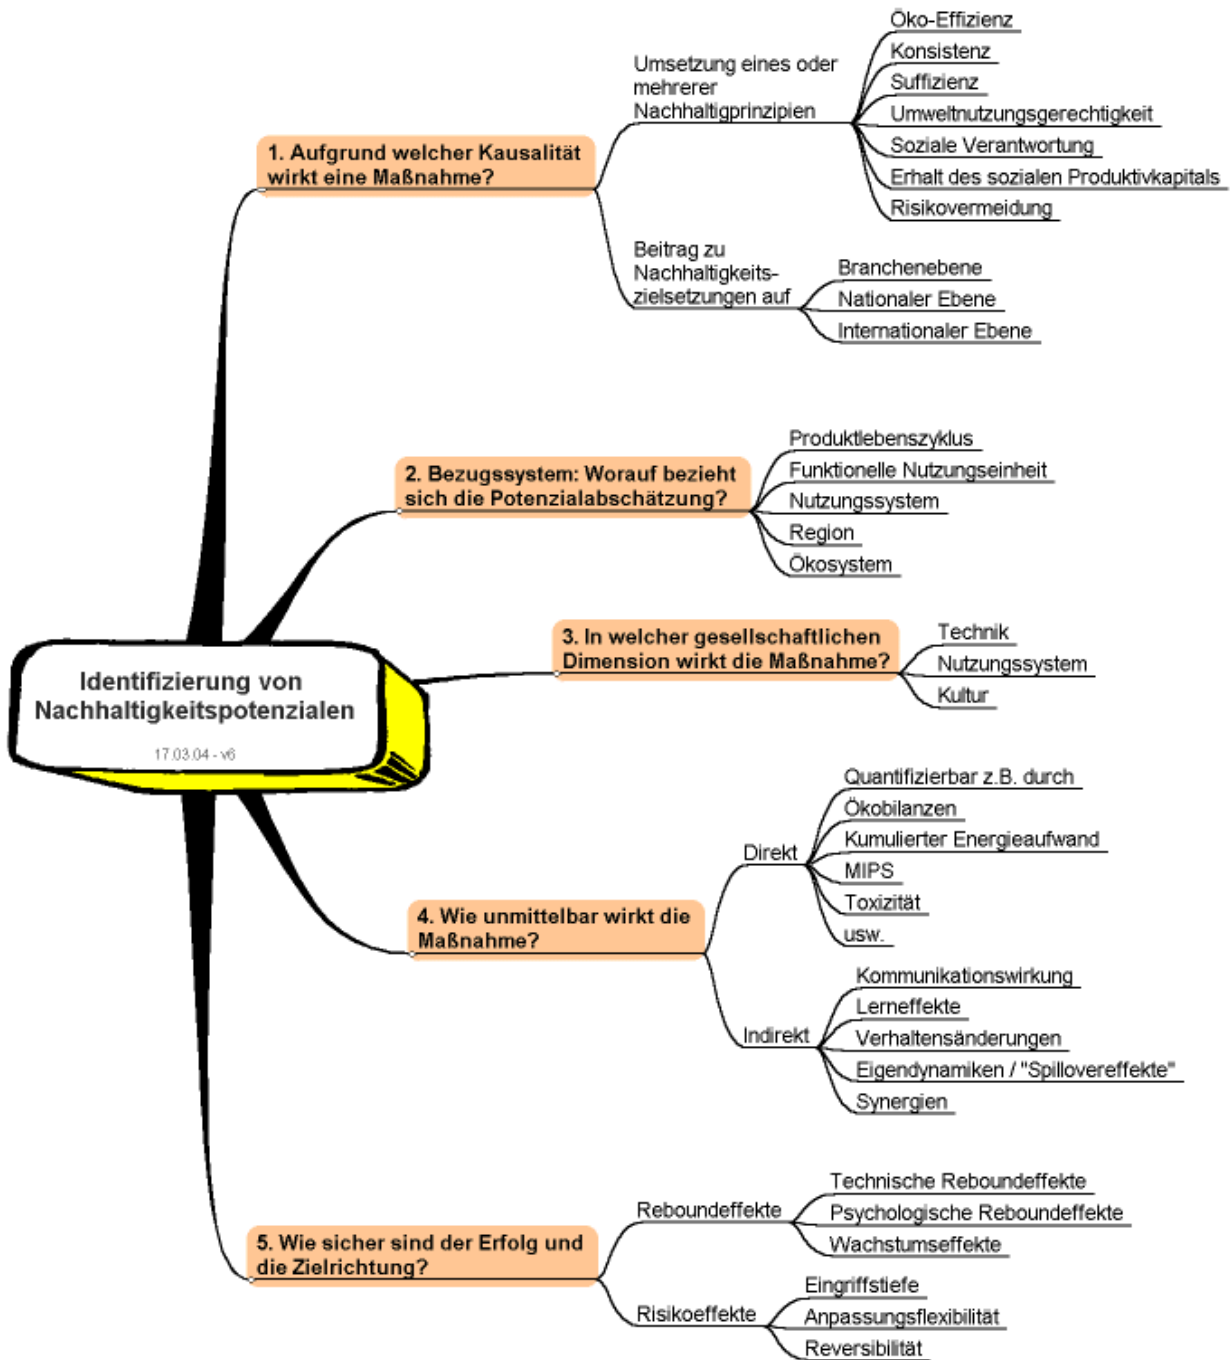 Identifizierung von
Nachhaltigkeitspotenzialen
17.03.04 - v6
1. Aufgrund welcher Kausalität
wirkt eine Maßnahme?
Umsetzung eines oder
mehrerer
Nachhaltigprinzipien
Öko-Effizienz
Konsistenz
Suffizienz
Umweltnutzungsgerechtigkeit
Soziale Verantwortung
Erhalt des sozialen Produktivkapitals
Risikovermeidung
Beitrag zu
Nachhaltigkeits-
zielsetzungen auf
Branchenebene
Nationaler Ebene
Internationaler Ebene
2. Bezugssystem: Worauf bezieht
sich die Potenzialabschätzung?
Produktlebenszyklus
Funktionelle Nutzungseinheit
Nutzungssystem
Region
Ökosystem
3. In welcher gesellschaftlichen
Dimension wirkt die Maßnahme?
Technik
Nutzungssystem
Kultur
4. Wie unmittelbar wirkt die
Maßnahme?
Direkt
Quantifizierbar z.B. durch
Ökobilanzen
Kumulierter Energieaufwand
MIPS
Toxizität
usw.
Indirekt
Kommunikationswirkung
Lerneffekte
Verhaltensänderungen
Eigendynamiken / "Spillovereffekte"
Synergien
5. Wie sicher sind der Erfolg und
die Zielrichtung?
Reboundeffekte
Technische Reboundeffekte
Psychologische Reboundeffekte
Wachstumseffekte
Risikoeffekte
Eingriffstiefe
Anpassungsflexibilität
Reversibilität